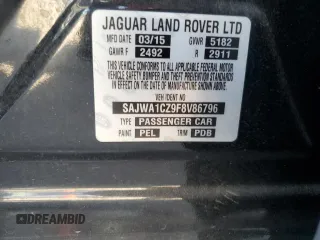 JAGUAR LAND ROVER LTD
MFD DATE 03/15 GVWR 5182
GAWR F 2492 R 2911
THIS VEHICLE CONFORMS TO ALL APPLICABLE FEDERAL MOTOR
VEHICLE SAFETY, BUMPER, AND THEFT PREVENTION STANDARDS
IN EFFECT ON THE DATE OF MANUFACTURE SHOWN ABOVE.
VEH IDENT No SAJWA1CZ9F8V86796
TYPE PASSENGER CAR
PAINT PEL TRIM PDB
CARANDBID